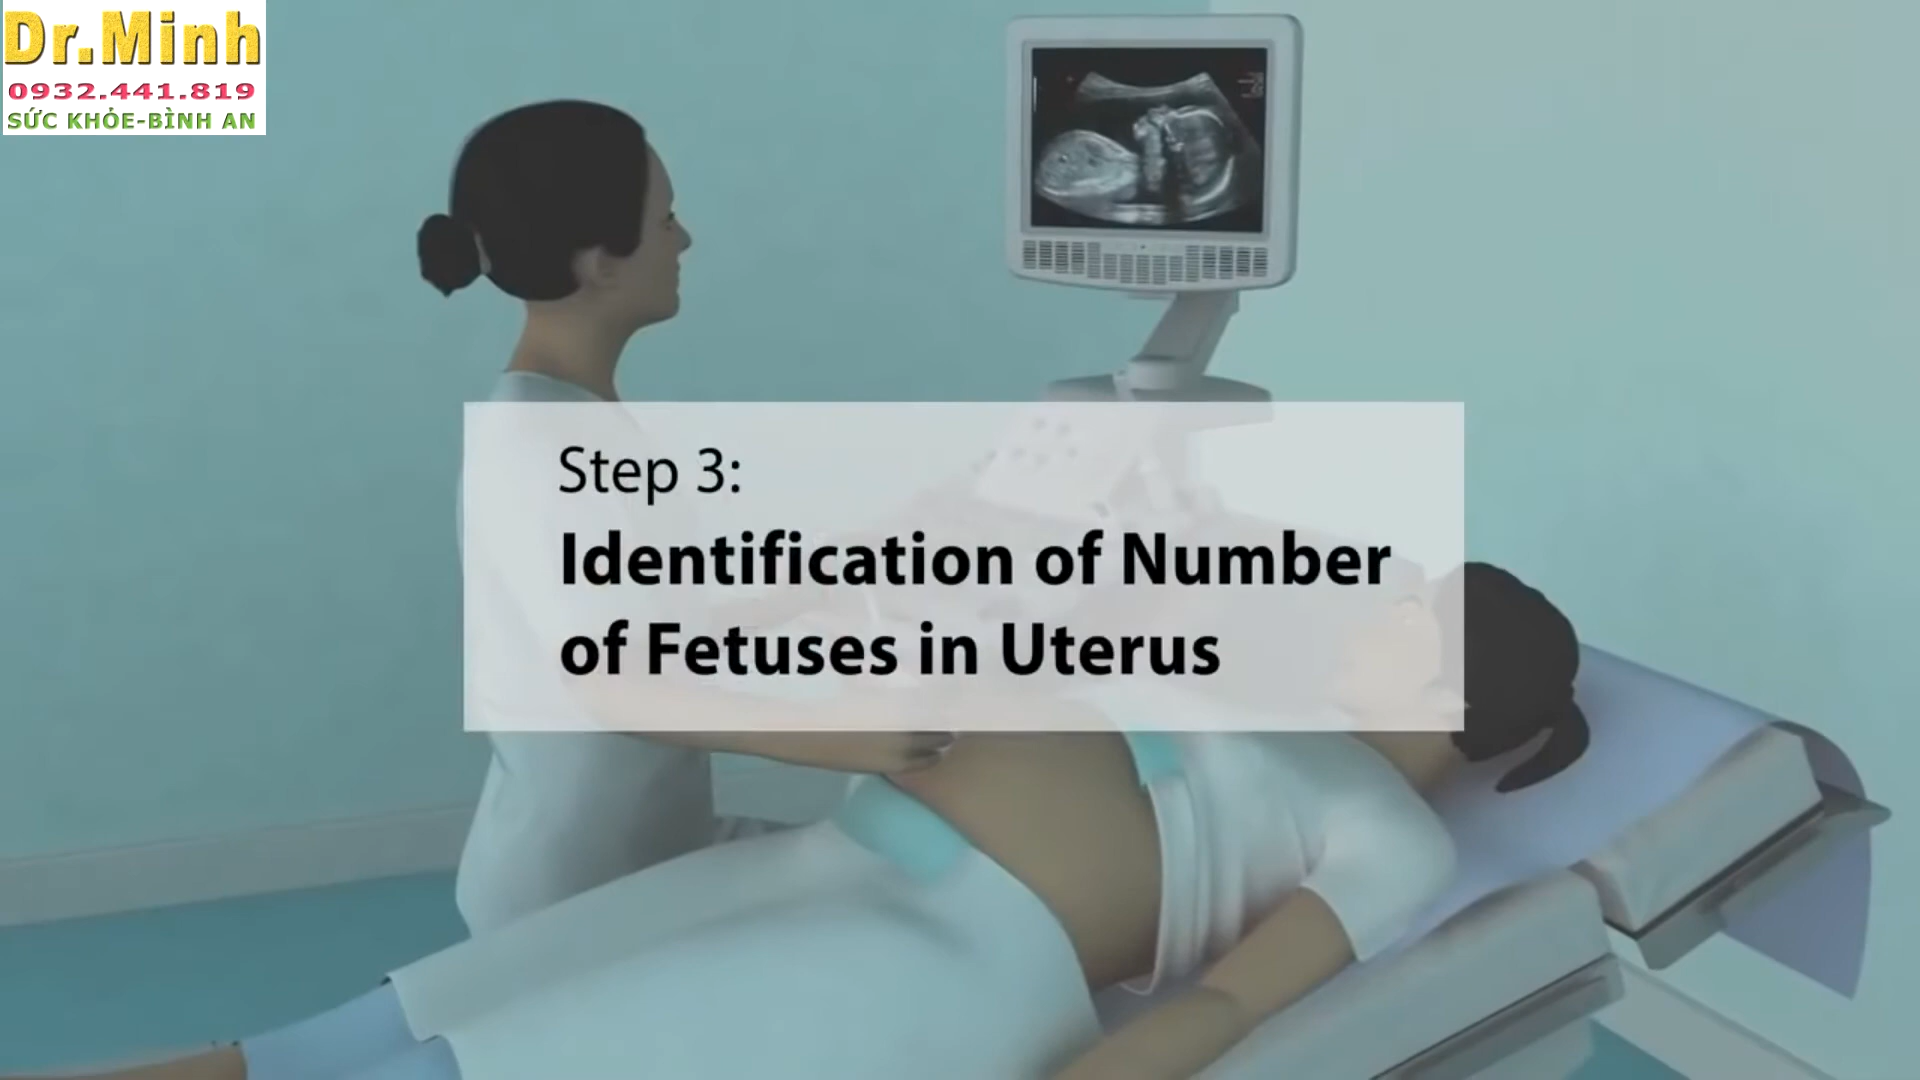 Dr.Minh
0932.441.819
SỨC KHỎE-BÌNH AN
Step 3:
Identification of Number
of Fetuses in Uterus